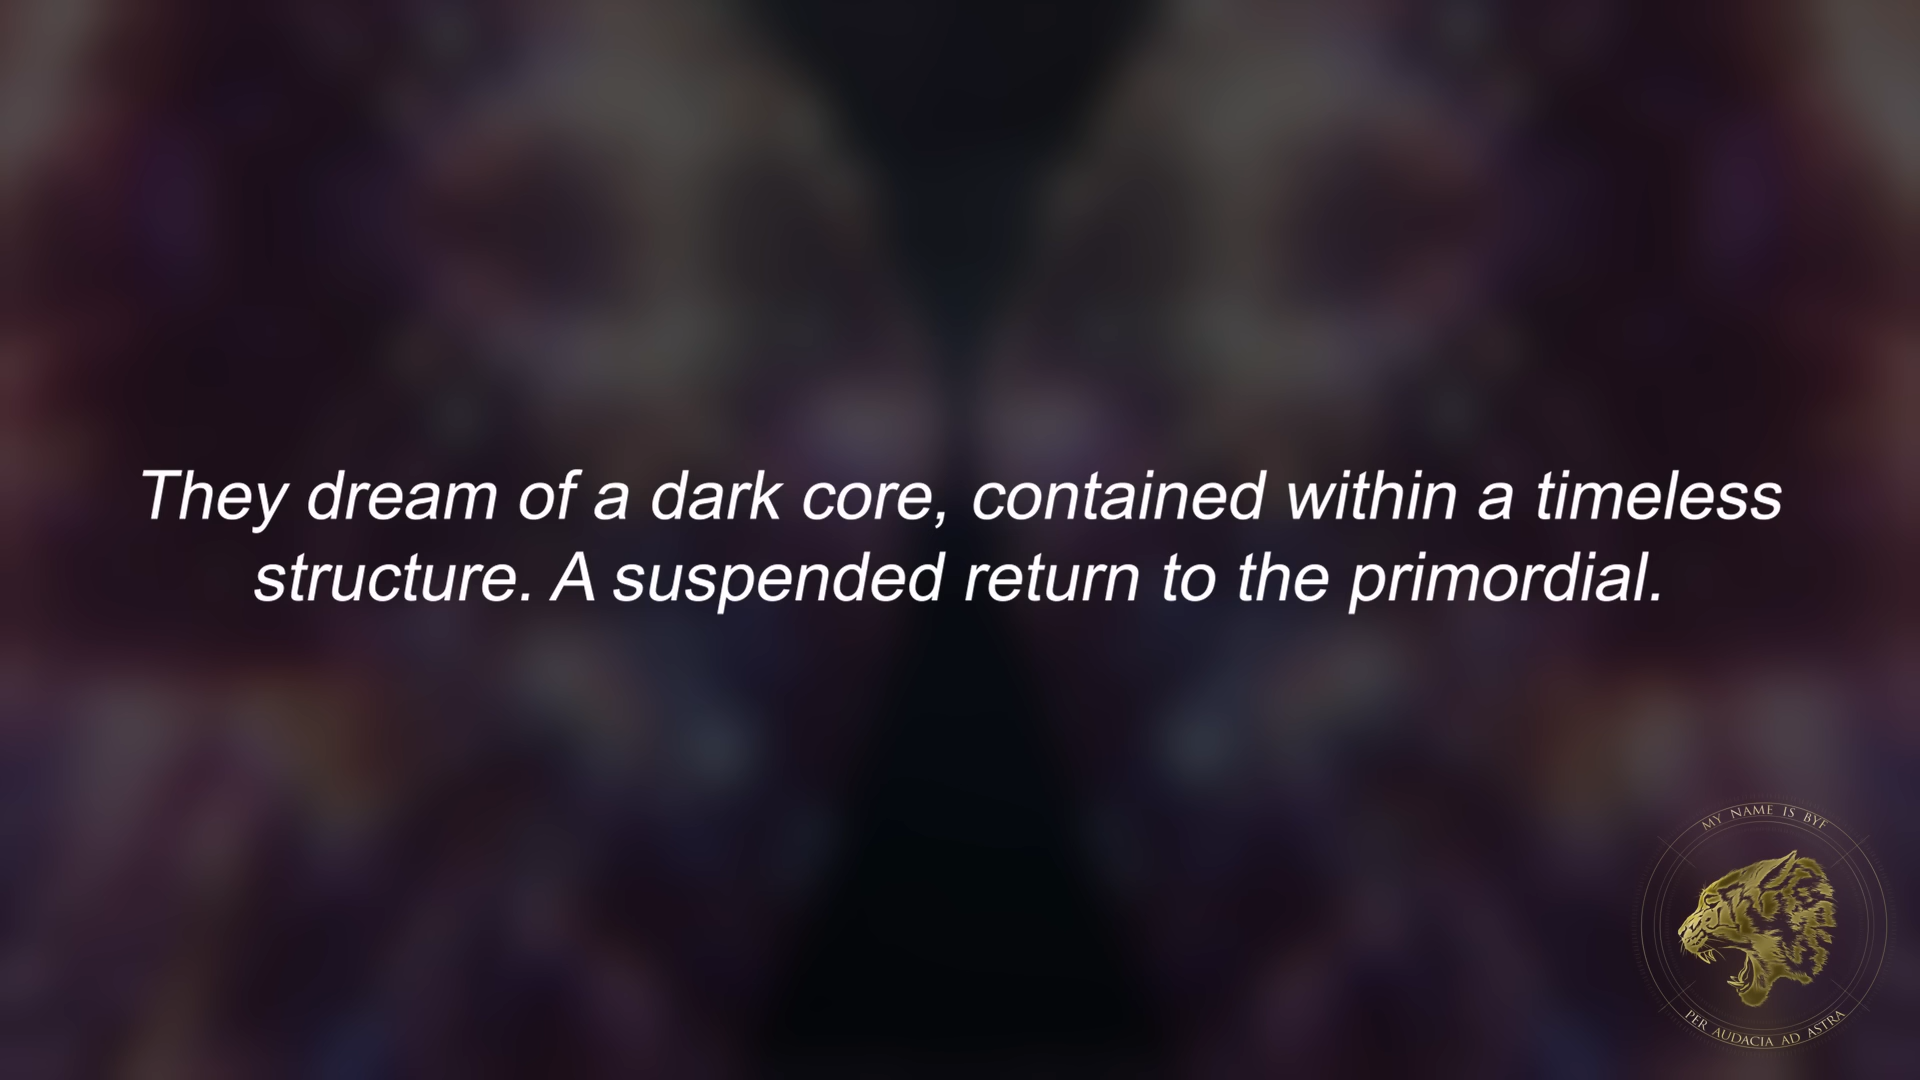 They dream of a dark core, contained within a timeless
structure. A suspended return to the primordial.
MY NAME IS BYF
PER AUDACIA AD ASTRA